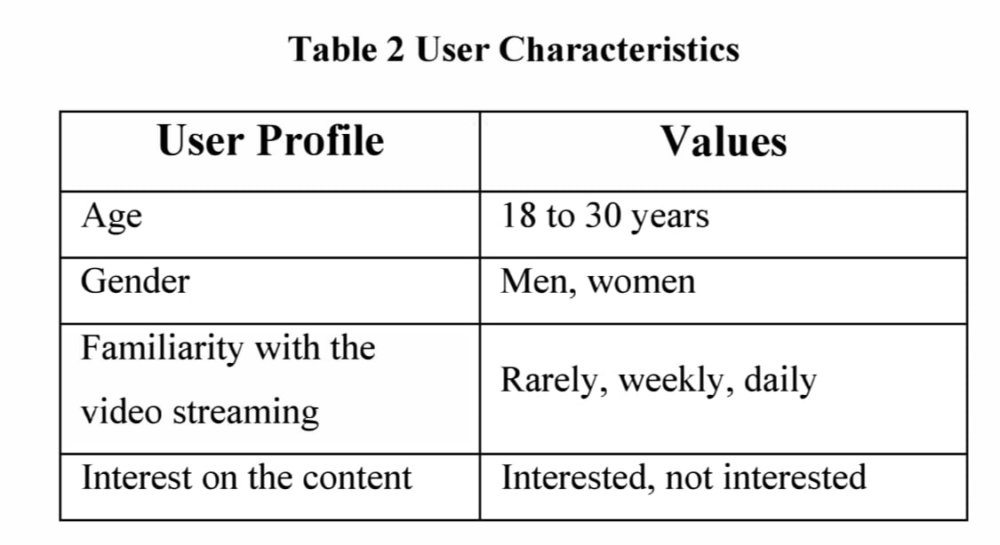 Table 2 User Characteristics
User Profile Values
Age 18 to 30 years
Gender Men, women
Familiarity with the
video streaming
Rarely, weekly, daily
Interest on the content Interested, not interested